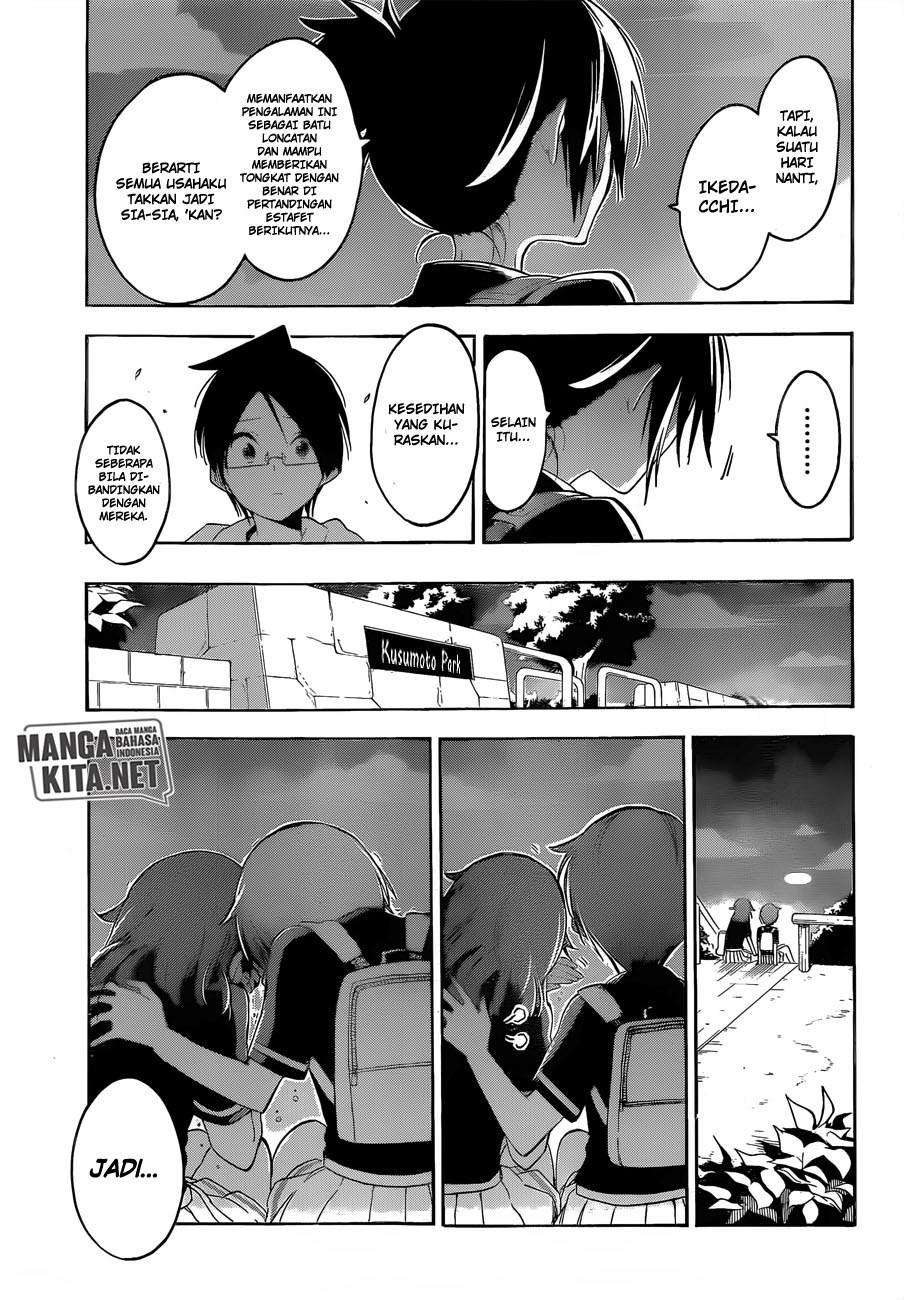 TAPI,
KALAU
SUATU
HARI
NANTI,
IKEDA-
CCHI...
MEMANFAATKAN
PENGALAMAN INI
SEBAGAI BATU
LONCATAN
DAN MAMPU
MEMBERIKAN
TONGKAT DENGAN
BENAR DI
PERTANDINGAN
ESTAFET
BERIKUTNYA...
BERARTI
SEMUA USAHAKU
TAKKAN JADI
SIA-SIA, 'KAN?
.........
SELAIN
ITU...
KESEDIHAN
YANG KU-
RASKAN...
TIDAK
SEBERAPA
BILA DI-
BANDINGKAN
DENGAN
MEREKA.
Kusumoto Park
MANGA
KITA.NET
BACA MANGA
BAHASA
INDONESIA
JADI...